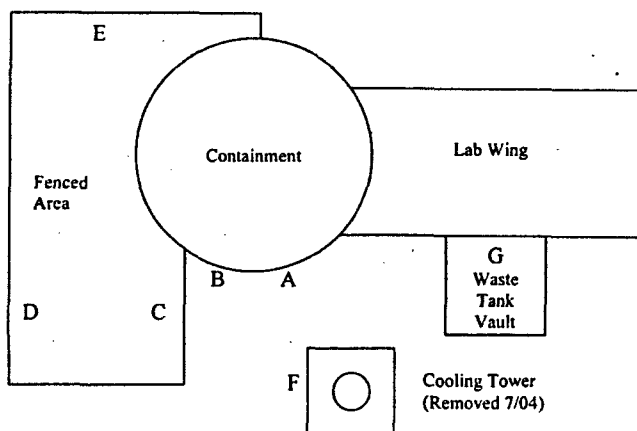 E
Containment
Lab Wing
Fenced
Area
B
A
G
Waste
Tank
Vault
D
C
F
Cooling Tower
(Removed 7/04)